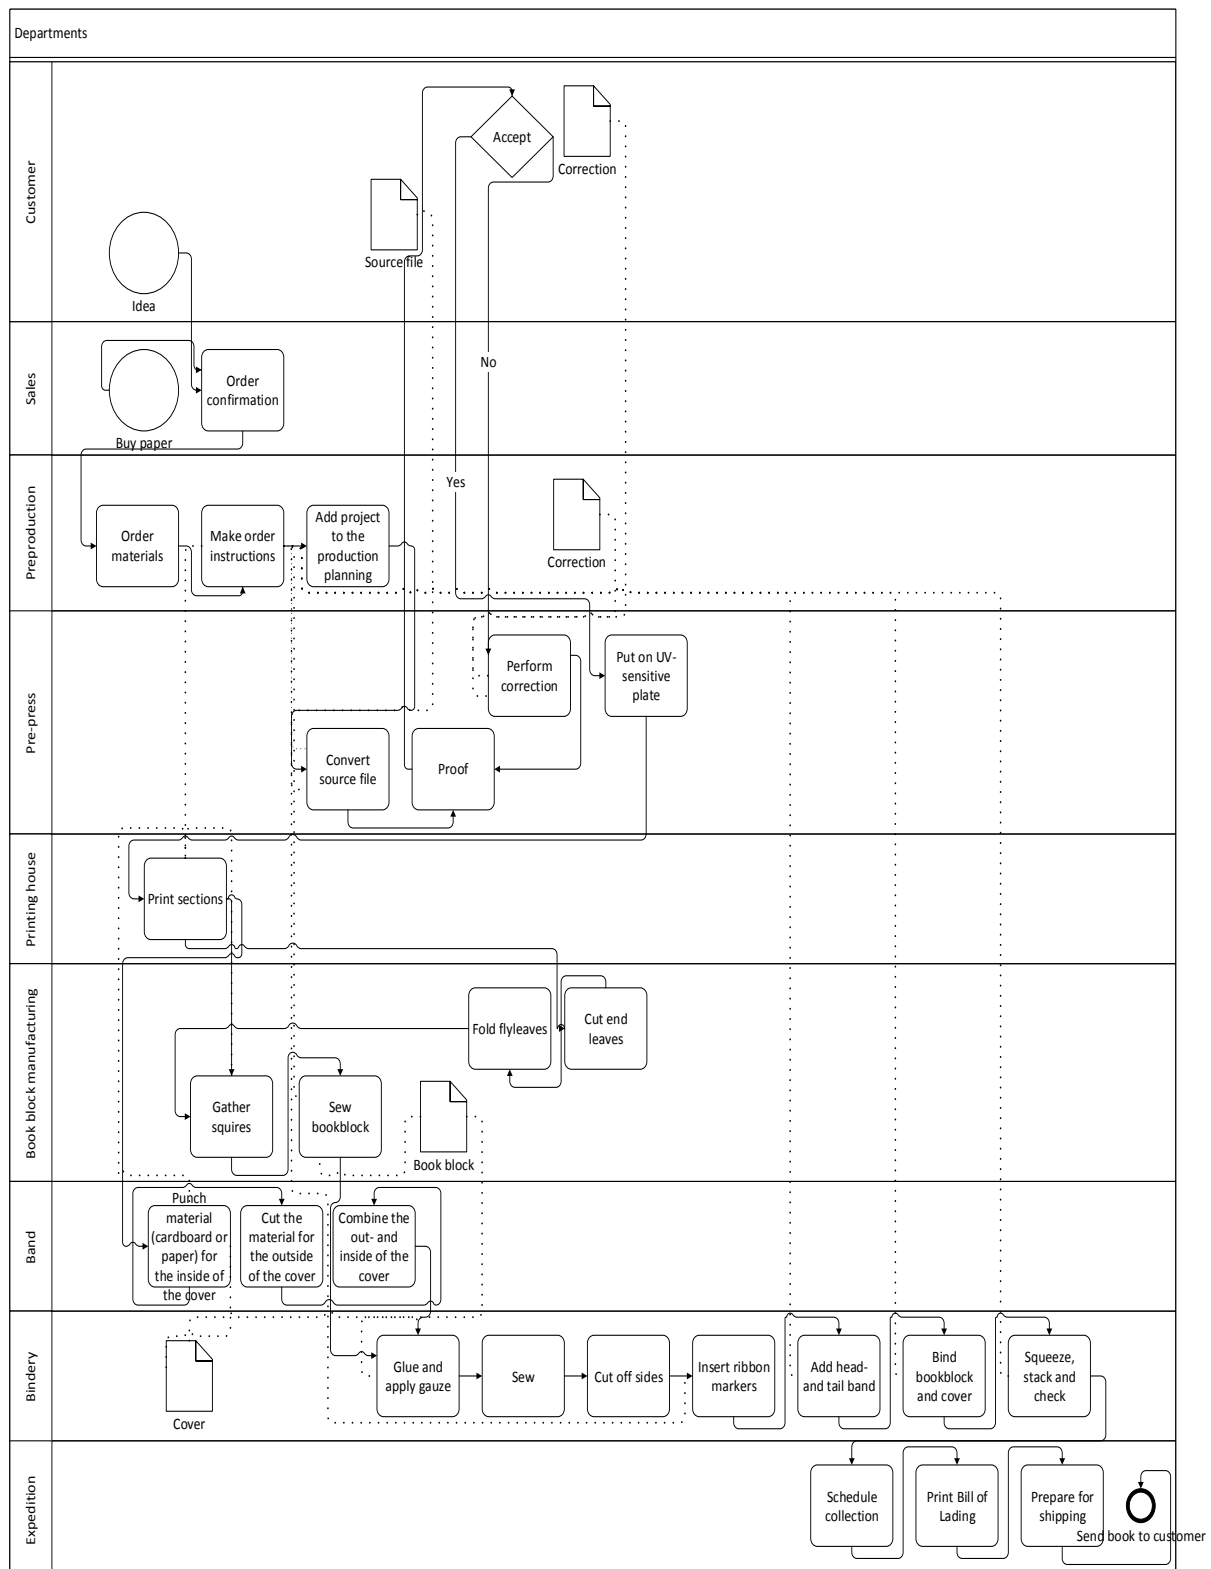 Departments
Customer
Accept
Correction
Source file
Idea
Sales
No
Order
confirmation
Buy paper
Preproduction
Yes
Order
materials
Make order
instructions
Add project
to the
production
planning
Correction
Pre-press
Perform
correction
Put on UV-
sensitive
plate
Convert
source file
Proof
Printing house
Print sections
Book block manufacturing
Fold flyleaves
Cut end
leaves
Gather
squires
Sew
bookblock
Book block
Band
Punch
material
(cardboard or
paper) for
the inside of
the cover
Cut the
material for
the outside
of the cover
Combine the
out- and
inside of the
cover
Bindery
Cover
Glue and
apply gauze
Sew
Cut off sides
Insert ribbon
markers
Add head-
and tail band
Bind
bookblock
and cover
Squeeze,
stack and
check
Expedition
Schedule
collection
Print Bill of
Lading
Prepare for
shipping
Send book to customer